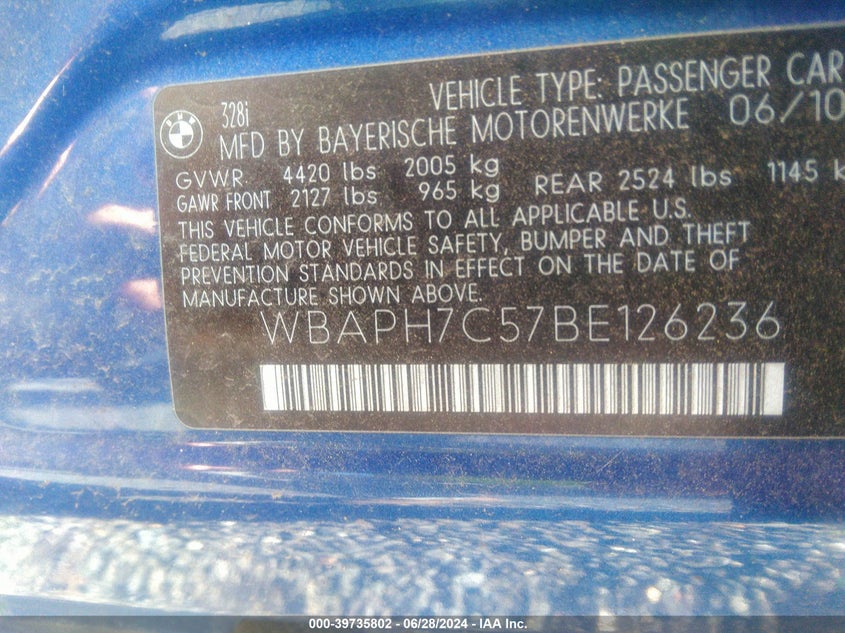 BMW
328i
VEHICLE TYPE: PASSENGER CAR
MFD BY BAYERISCHE MOTORENWERKE 06/10
GVWR. 4420 lbs 2005 kg
GAWR FRONT 2127 lbs 965 kg REAR 2524 lbs 1145 k
THIS VEHICLE CONFORMS TO ALL APPLICABLE U.S.
FEDERAL MOTOR VEHICLE SAFETY, BUMPER AND THEFT
PREVENTION STANDARDS IN EFFECT ON THE DATE OF
MANUFACTURE SHOWN ABOVE.
WBAPH7C57BE126236
000-39735802 - 06/28/2024 - IAA Inc.